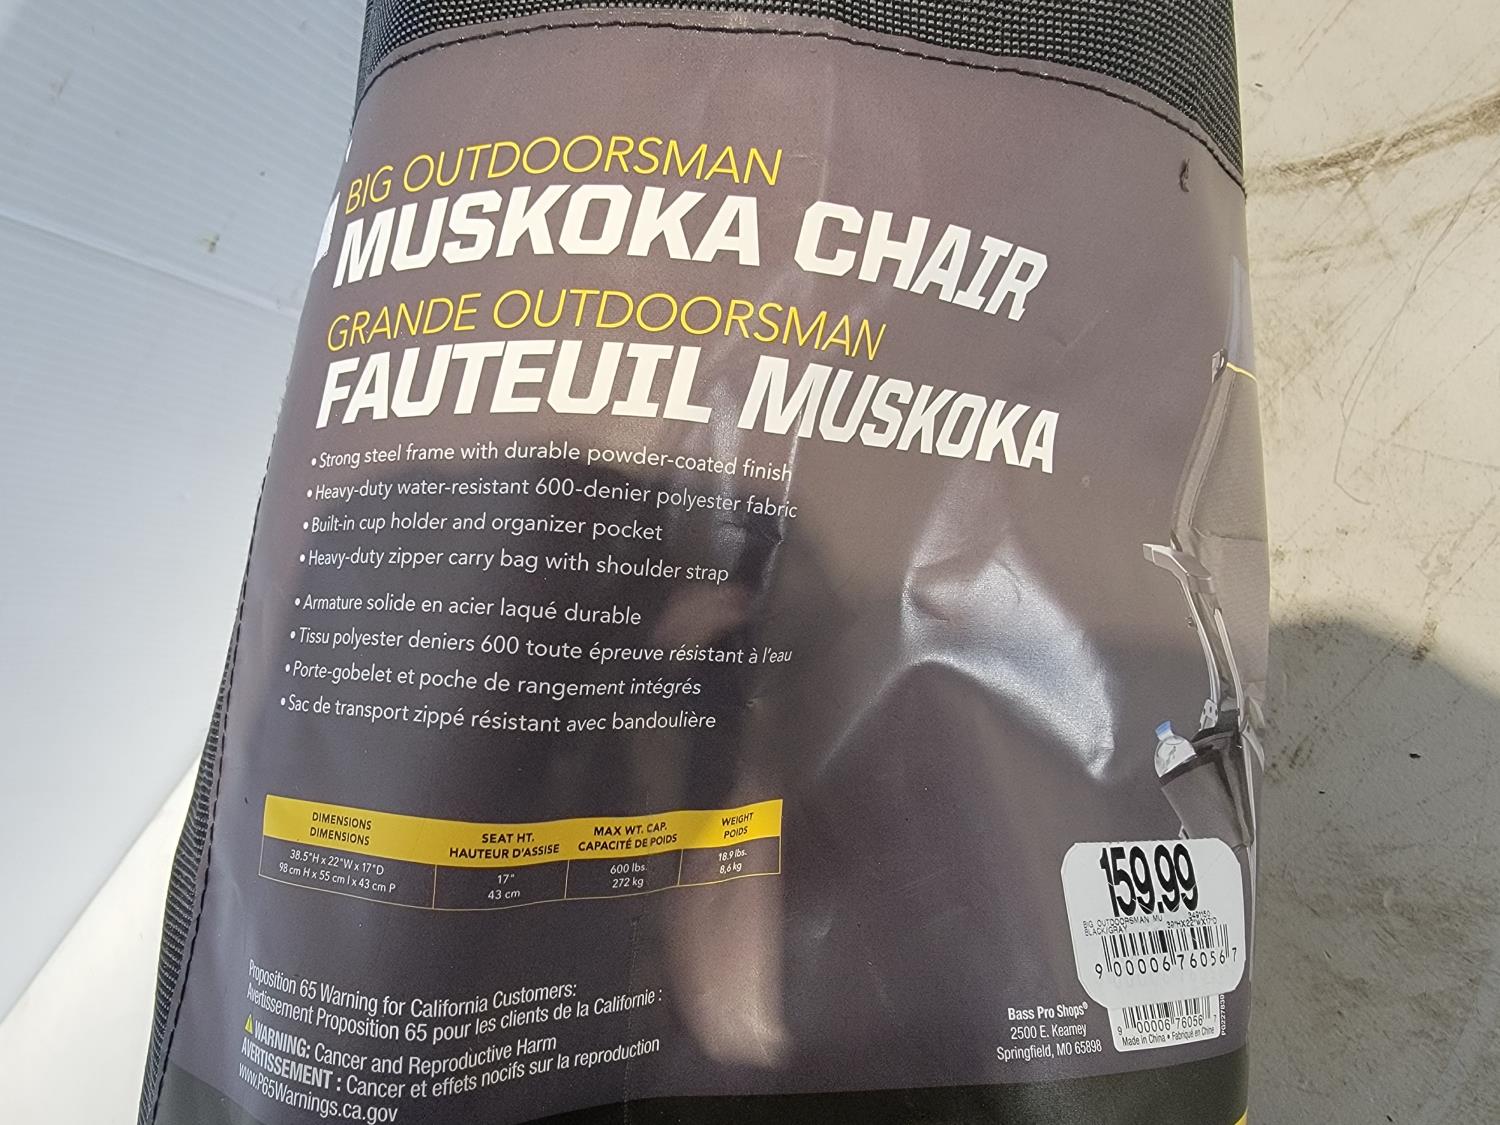 BIG OUTDOORSMAN
MUSKOKA CHAIR
GRANDE OUTDOORSMAN
FAUTEUIL MUSKOKA
• Strong steel frame with durable powder-coated finish
• Heavy-duty water-resistant 600-denier polyester fabric
• Built-in cup holder and organizer pocket
• Heavy-duty zipper carry bag with shoulder strap
• Armature solide en acier laqué durable
• Tissu polyester deniers 600 toute épreuve résistant à l'eau
• Porte-gobelet et poche de rangement intégrés
• Sac de transport zippé résistant avec bandoulière
DIMENSIONS
DIMENSIONS
38.5"H x 22"W x 17"D
98 cm H x 55 cm l x 43 cm P
SEAT HT.
HAUTEUR D'ASSISE
17"
43 cm
MAX WT. CAP.
CAPACITÉ DE POIDS
600 lbs.
272 kg
WEIGHT
POIDS
18.9 lbs.
8,6 kg
Proposition 65 Warning for California Customers:
Avertissement Proposition 65 pour les clients de la Californie :
WARNING: Cancer and Reproductive Harm
AVERTISSEMENT : Cancer et effets nocifs sur la reproduction
www.P65Warnings.ca.gov
159.99
BIG OUTDOORSMAN MU
BLACK/GRAY 39"HX22"WX17"D
9 00006 76056 7
Bass Pro Shops®
2500 E. Kearney
Springfield, MO 65898
9 00006 76056 7
Made in China • Fabriqué en Chine